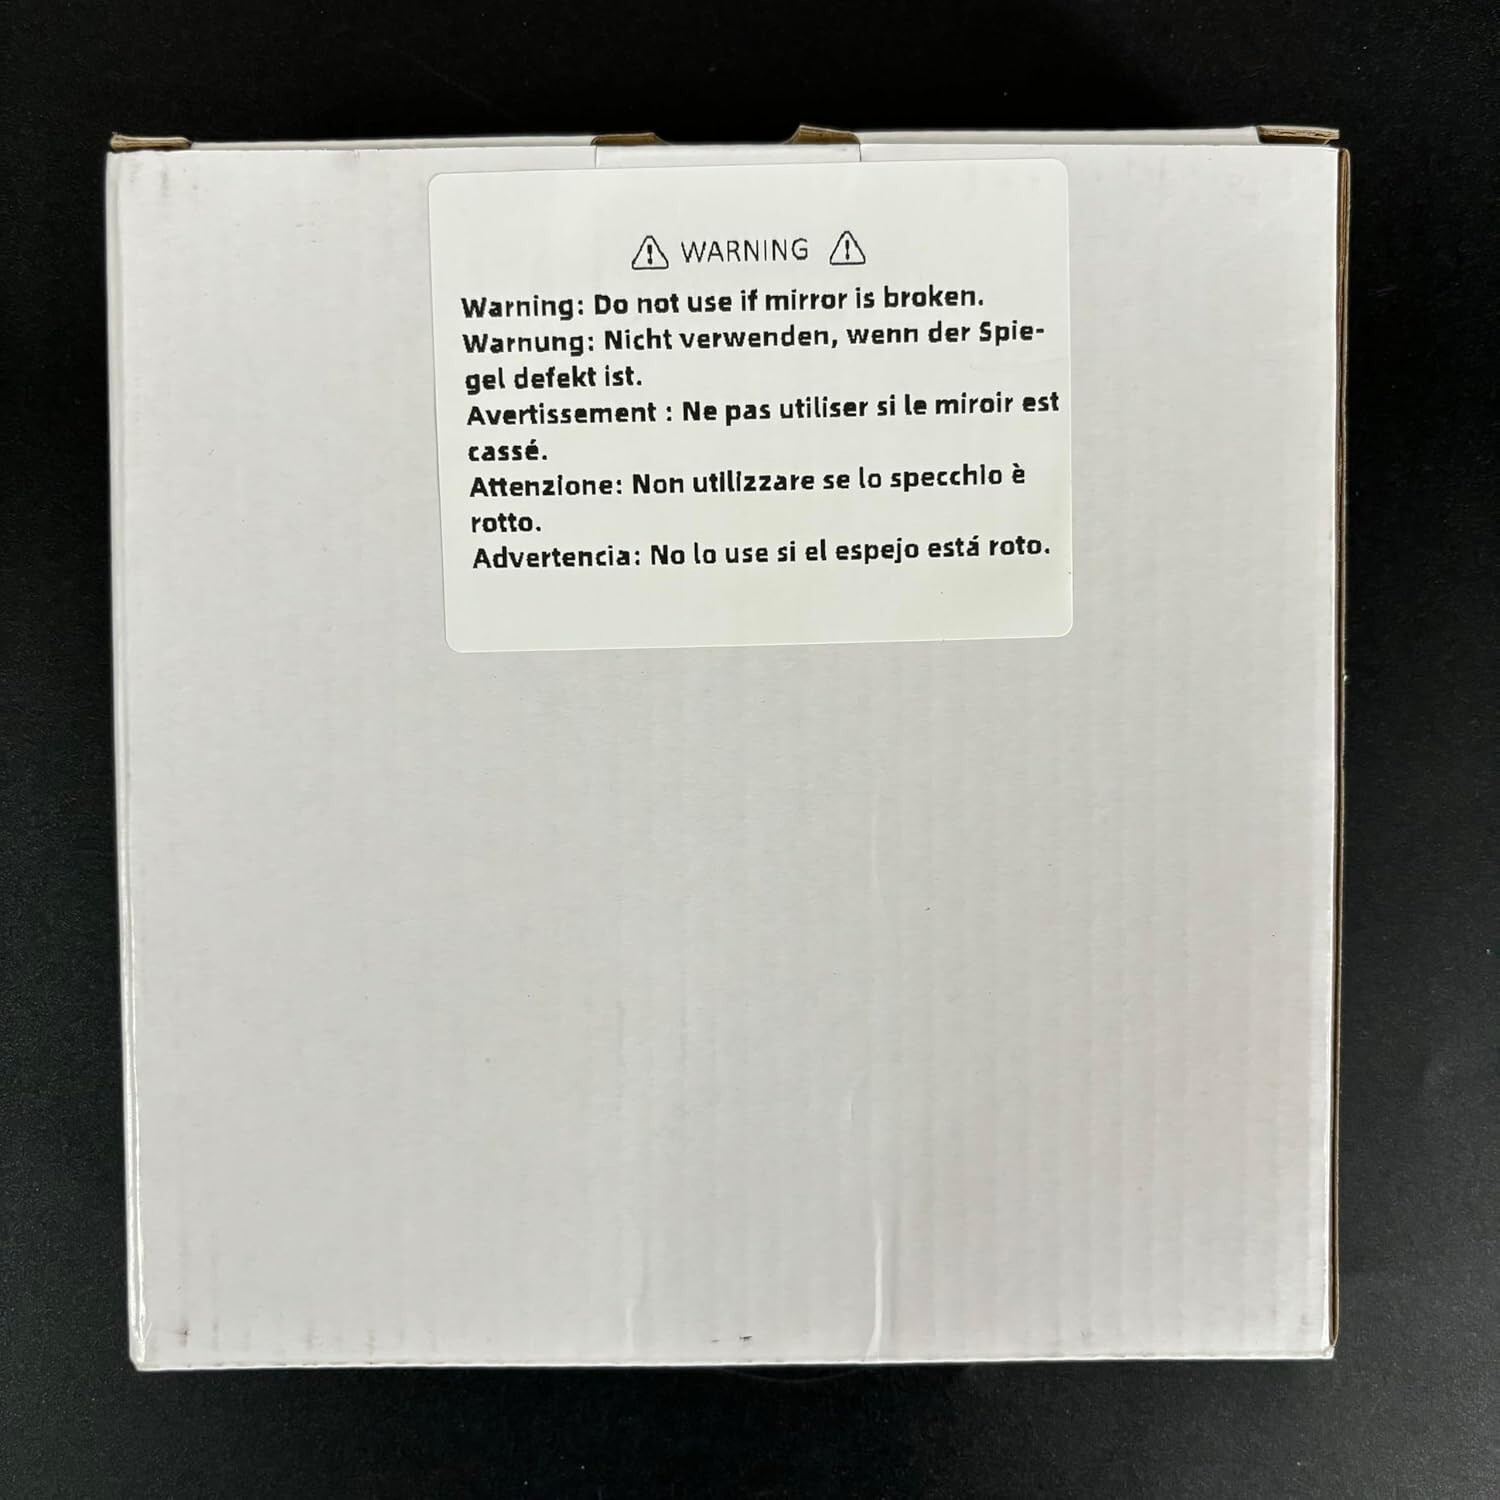 ⚠ WARNING ⚠
Warning: Do not use if mirror is broken.
Warnung: Nicht verwenden, wenn der Spie-
gel defekt ist.
Avertissement : Ne pas utiliser si le miroir est
cassé.
Attenzione: Non utilizzare se lo specchio è
rotto.
Advertencia: No lo use si el espejo está roto.